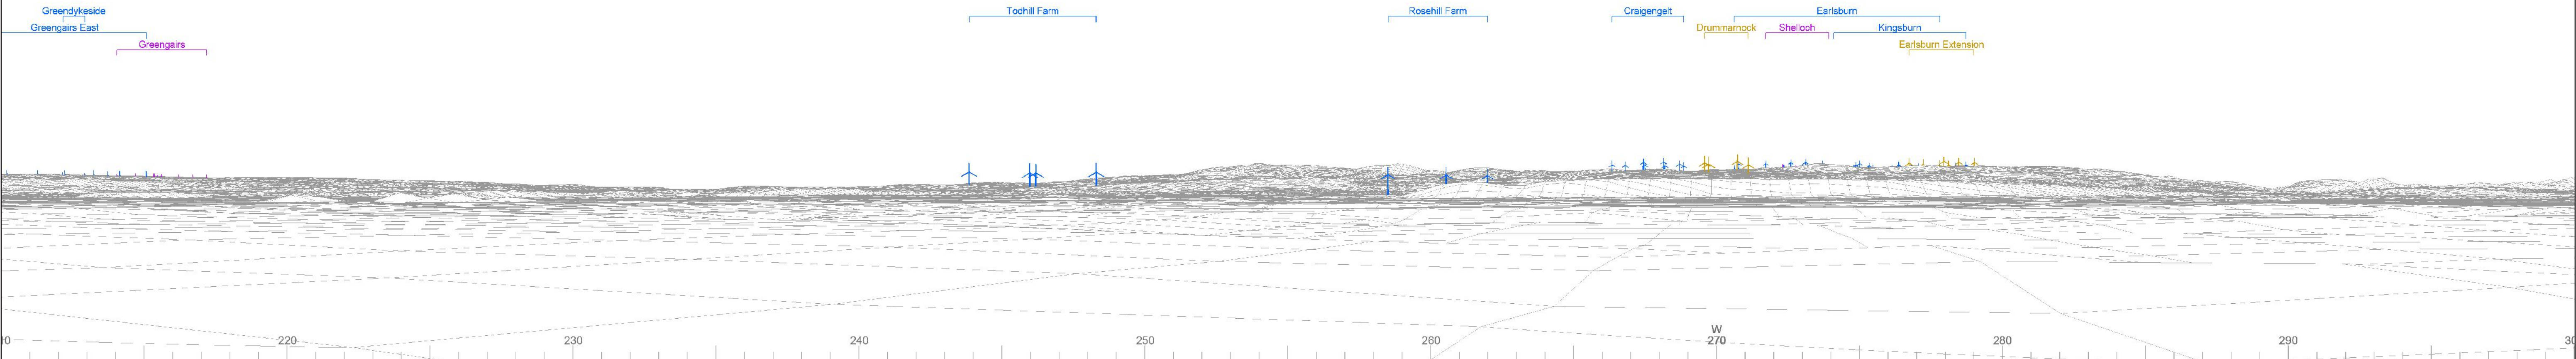 Greendykeside Todhill Farm Rosehill Farm Craigengelt Earlsburn
Greengairs East Drummarnock Shelloch Kingsburn
Greengairs Earlsburn Extension
W
220 230 240 250 260 270 280 290